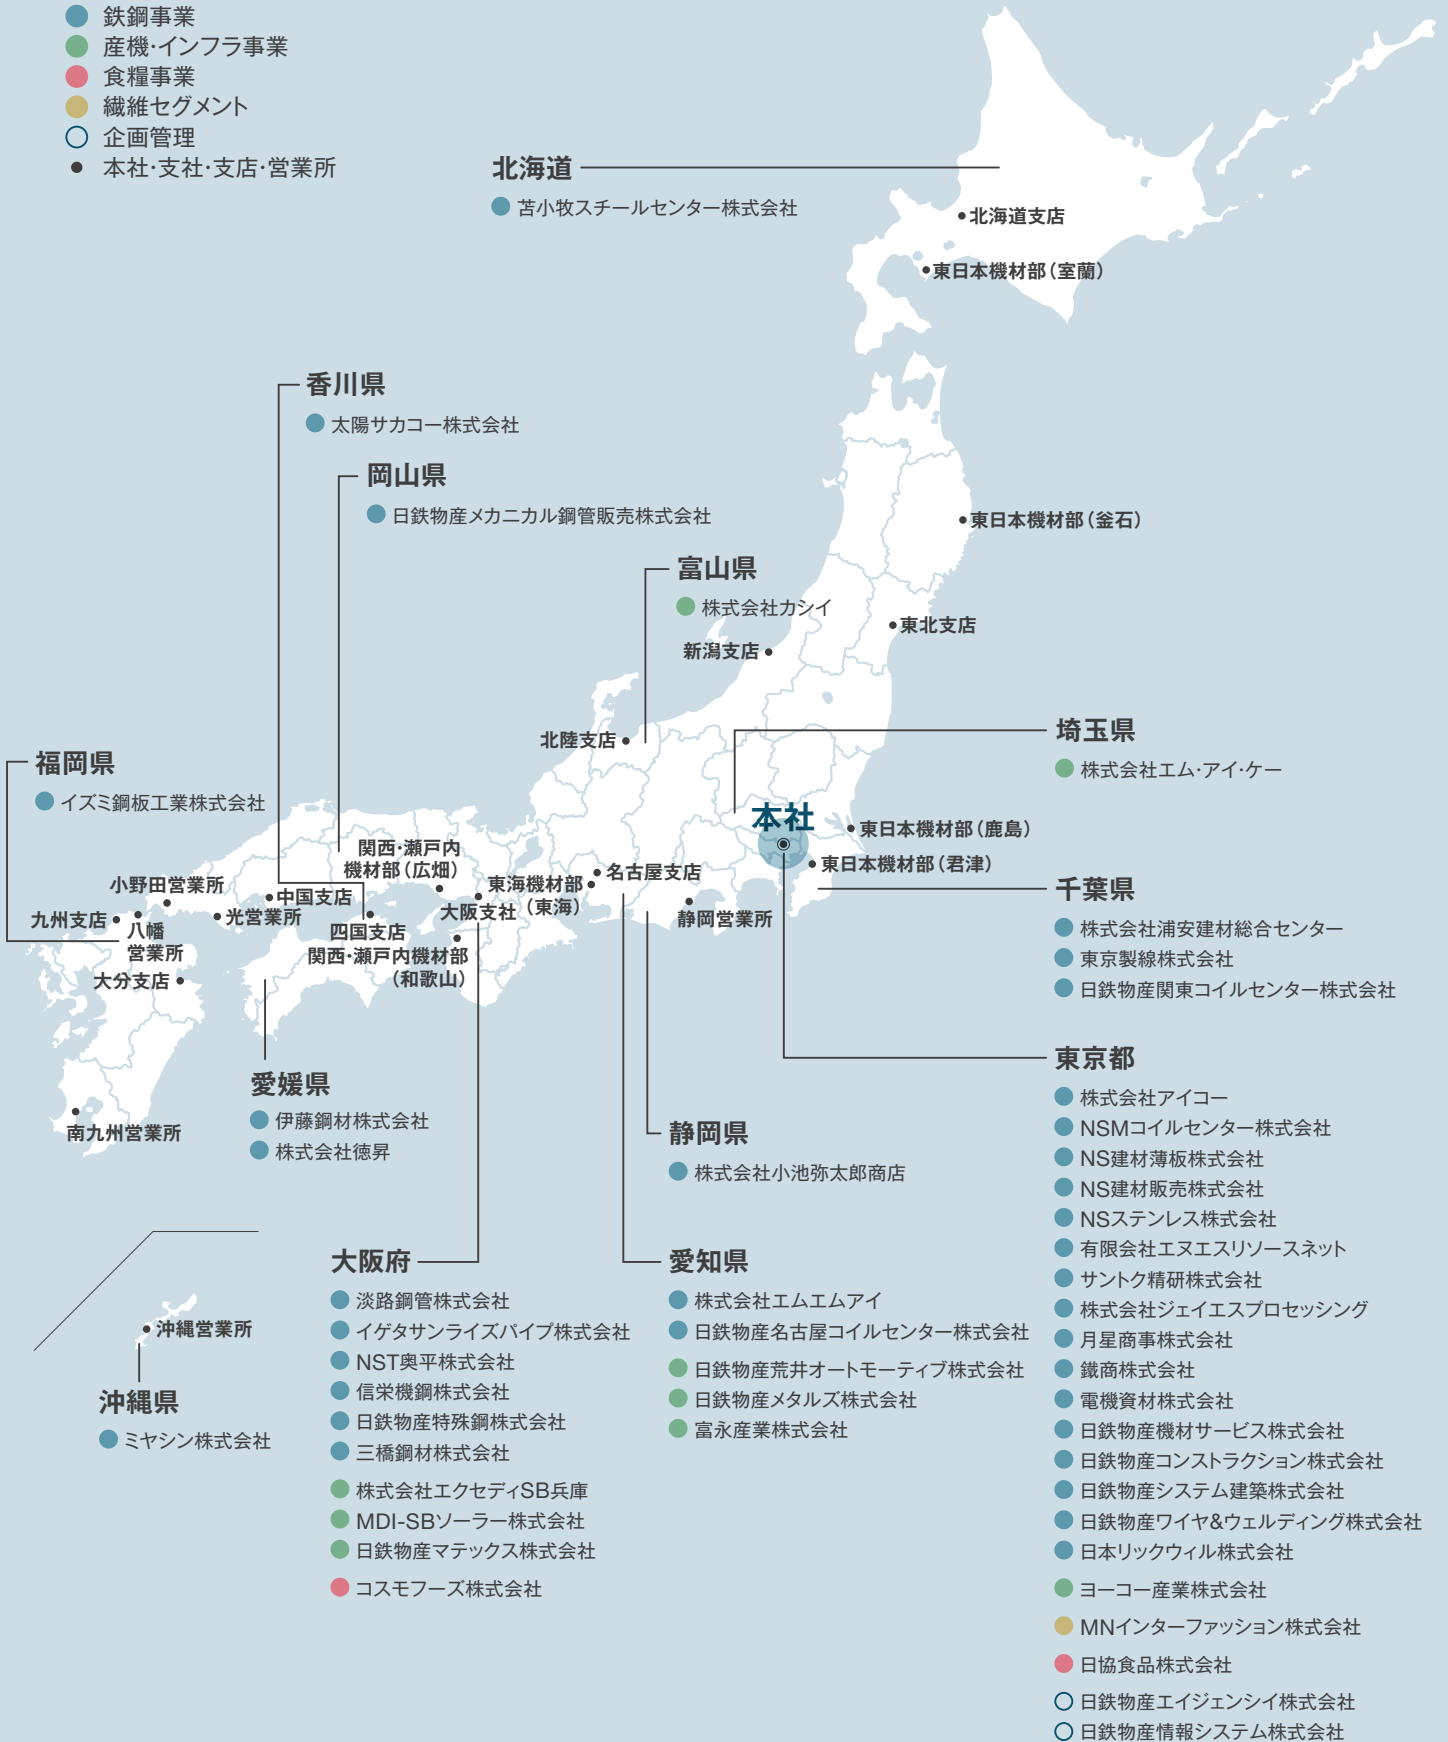 鉄鋼事業
産機・インフラ事業
食糧事業
繊維セグメント
企画管理
本社・支社・支店・営業所
北海道
苫小牧スチールセンター株式会社
北海道支店
東日本機材部（室蘭）
香川県
太陽サカコー株式会社
岡山県
日鉄物産メカニカル鋼管販売株式会社
東日本機材部（釜石）
富山県
株式会社カシイ
東北支店
新潟支店
北陸支店
埼玉県
株式会社エム・アイ・ケー
福岡県
イズミ鋼板工業株式会社
本社
東日本機材部（鹿島）
東日本機材部（君津）
関西・瀬戸内
機材部（広畑）
名古屋支店
東海機材部
（東海）
小野田営業所
中国支店
大阪支社
静岡営業所
九州支店
八幡
営業所
光営業所
四国支店
関西・瀬戸内機材部
（和歌山）
大分支店
千葉県
株式会社浦安建材総合センター
東京製線株式会社
日鉄物産関東コイルセンター株式会社
愛媛県
伊藤鋼材株式会社
株式会社徳昇
南九州営業所
静岡県
株式会社小池弥太郎商店
東京都
株式会社アイコー
NSMコイルセンター株式会社
NS建材薄板株式会社
NS建材販売株式会社
NSステンレス株式会社
有限会社エヌエスリソースネット
サントク精研株式会社
株式会社ジェイエスプロセッシング
月星商事株式会社
鐵商株式会社
電機資材株式会社
日鉄物産機材サービス株式会社
日鉄物産コンストラクション株式会社
日鉄物産システム建築株式会社
日鉄物産ワイヤ&ウェルディング株式会社
日本リックウィル株式会社
ヨーコー産業株式会社
MNインターファッション株式会社
日協食品株式会社
日鉄物産エイジェンシイ株式会社
日鉄物産情報システム株式会社
大阪府
淡路鋼管株式会社
イゲタサンライズパイプ株式会社
NST奥平株式会社
信栄機鋼株式会社
日鉄物産特殊鋼株式会社
三橋鋼材株式会社
株式会社エクセディSB兵庫
MDI-SBソーラー株式会社
日鉄物産マテックス株式会社
コスモフーズ株式会社
愛知県
株式会社エムエムアイ
日鉄物産名古屋コイルセンター株式会社
日鉄物産荒井オートモーティブ株式会社
日鉄物産メタルズ株式会社
富永産業株式会社
沖縄営業所
沖縄県
ミヤシン株式会社